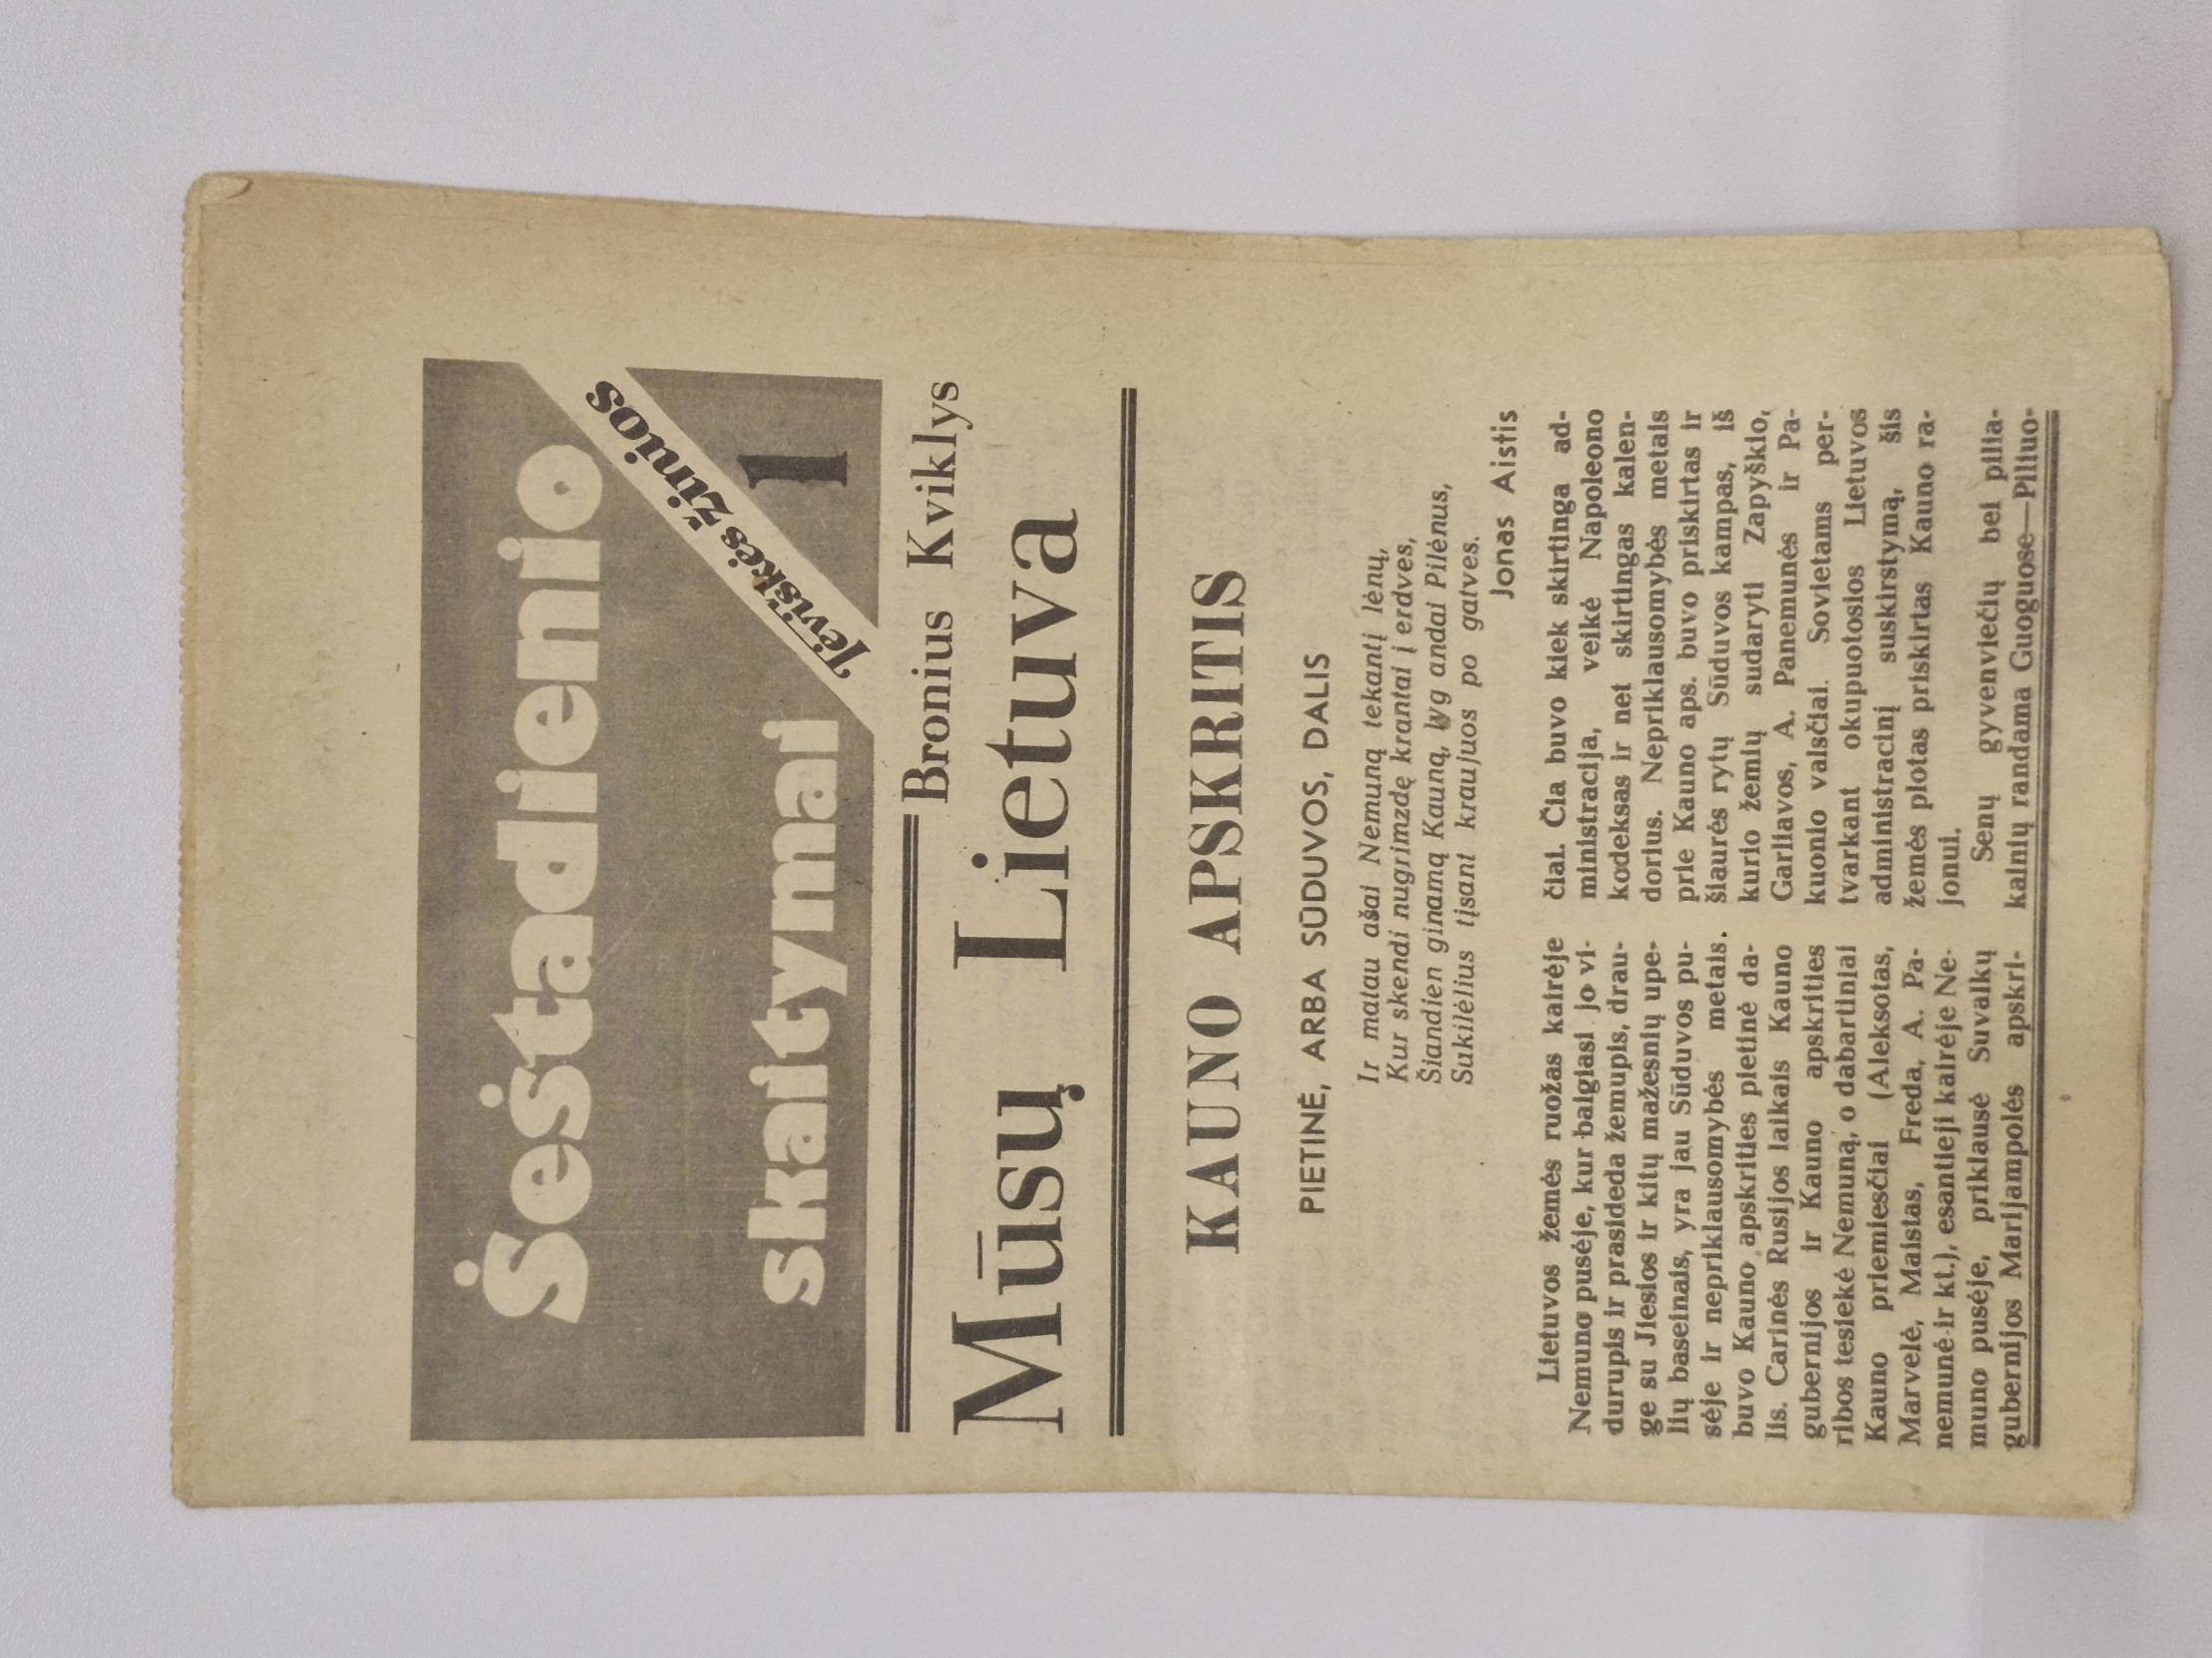 Šeštadienio
skaitymai
Tėviškės žinios
1
Bronius Kviklys
Mūsų Lietuva
KAUNO APSKRITIS
PIETINĖ, ARBA SŪDUVOS, DALIS
Ir matau ašai Nemuną tekantį lėnų,
Kur skendi nugrimzdę krantai į erdves,
Šiandien ginamą Kauną, lyg andai Pilėnus,
Sukilėlius tįsant kraujuos po gatves.
Jonas Aistis
Lietuvos žemės ruožas kairėje
Nemuno pusėje, kur baigiasi jo vi-
durupis ir prasideda žemupis, drau-
ge su Jiesios ir kitų mažesnių upe-
lių baseinais, yra jau Sūduvos pu-
sėje ir nepriklausomybės metais.
buvo Kauno apskrities pietinė da-
lis. Carinės Rusijos laikais Kauno
gubernijos ir Kauno apskrities
ribos tesiekė Nemuną, o dabartiniai
Kauno priemiesčiai (Aleksotas,
Marvelė, Maistas, Freda, A. Pa-
nemunė ir kt.), esantieji kairėje Ne-
muno pusėje, priklausė Suvalkų
gubernijos Marijampolės apskri-
čiai. Čia buvo kiek skirtinga ad-
ministracija, veikė Napoleono
kodeksas ir net skirtingas kalen-
dorius. Nepriklausomybės metais
prie Kauno aps. buvo priskirtas ir
šiaurės rytų Sūduvos kampas, iš
kurio žemių sudaryti Zapyškio,
Garliavos, A. Panemunės ir Pa-
kuonio valsčiai. Sovietams per-
tvarkant okupuotosios Lietuvos
administracinį suskirstymą, šis
žemės plotas priskirtas Kauno ra-
jonui.
Senų gyvenviečių bei pilia-
kalnių randama Guoguose—Piliuo-